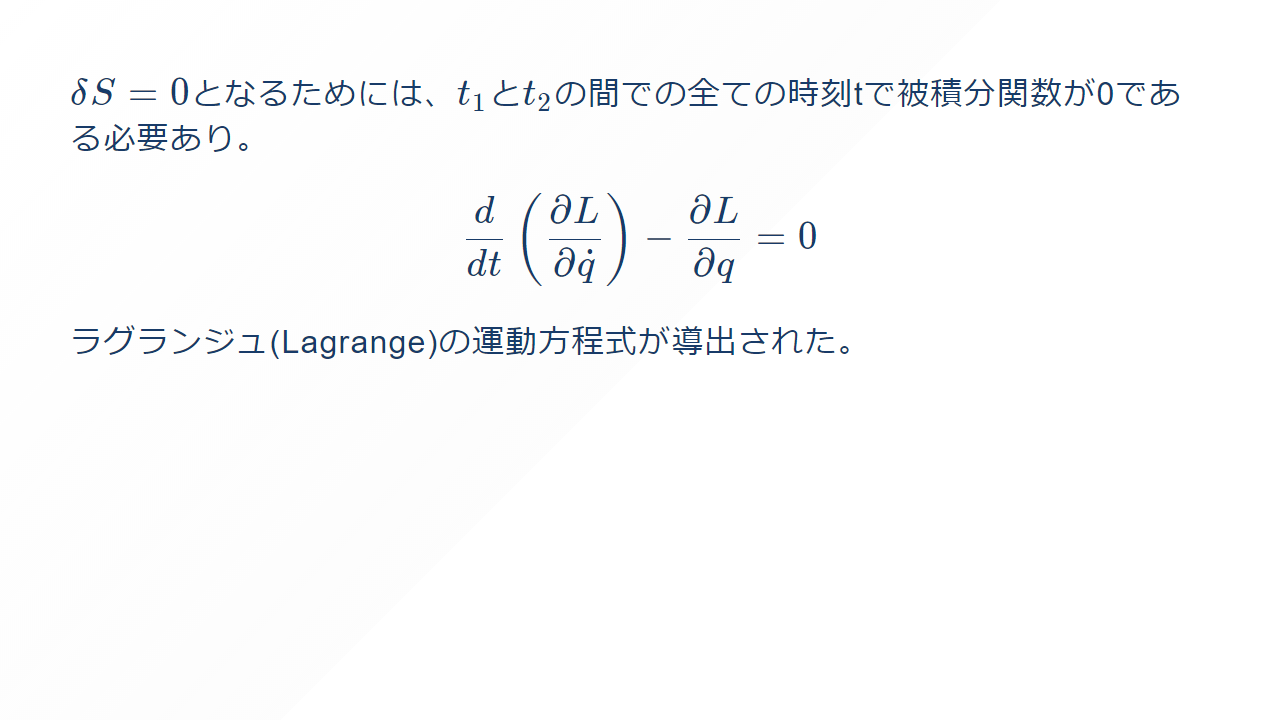 δS = 0となるためには、t₁とt₂の間での全ての時刻tで被積分関数が0であ
る必要あり。
d/dt (∂L/∂q̇) − ∂L/∂q = 0
ラグランジュ(Lagrange)の運動方程式が導出された。